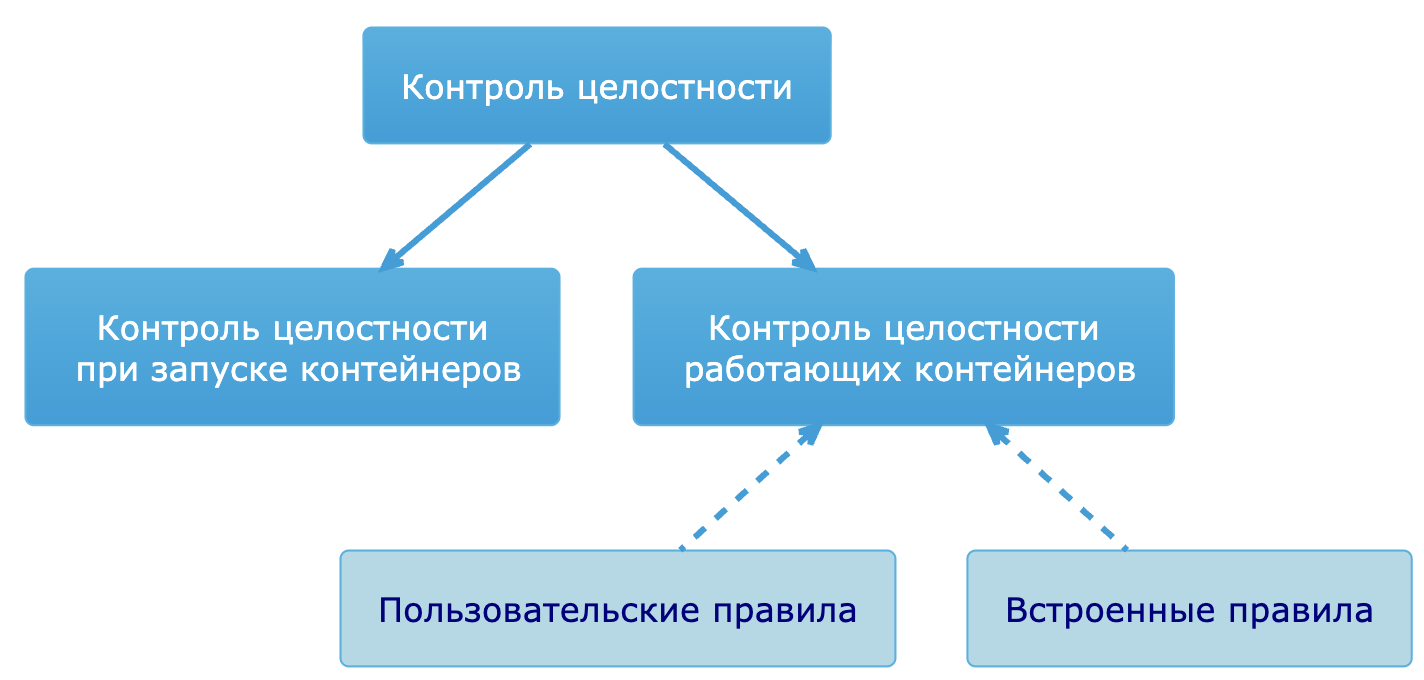 Контроль целостности
Контроль целостности
при запуске контейнеров
Контроль целостности
работающих контейнеров
Пользовательские правила
Встроенные правила